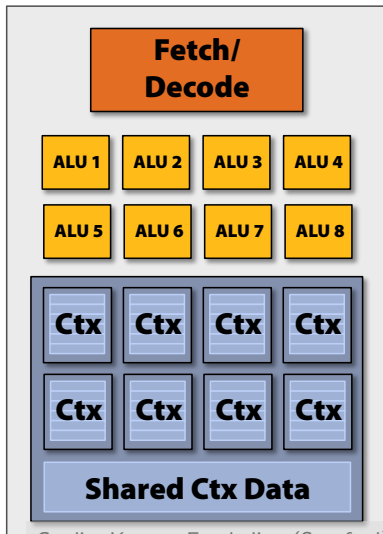 Fetch/
Decode
ALU 1 ALU 2 ALU 3 ALU 4
ALU 5 ALU 6 ALU 7 ALU 8
Ctx Ctx Ctx Ctx
Ctx Ctx Ctx Ctx
Shared Ctx Data